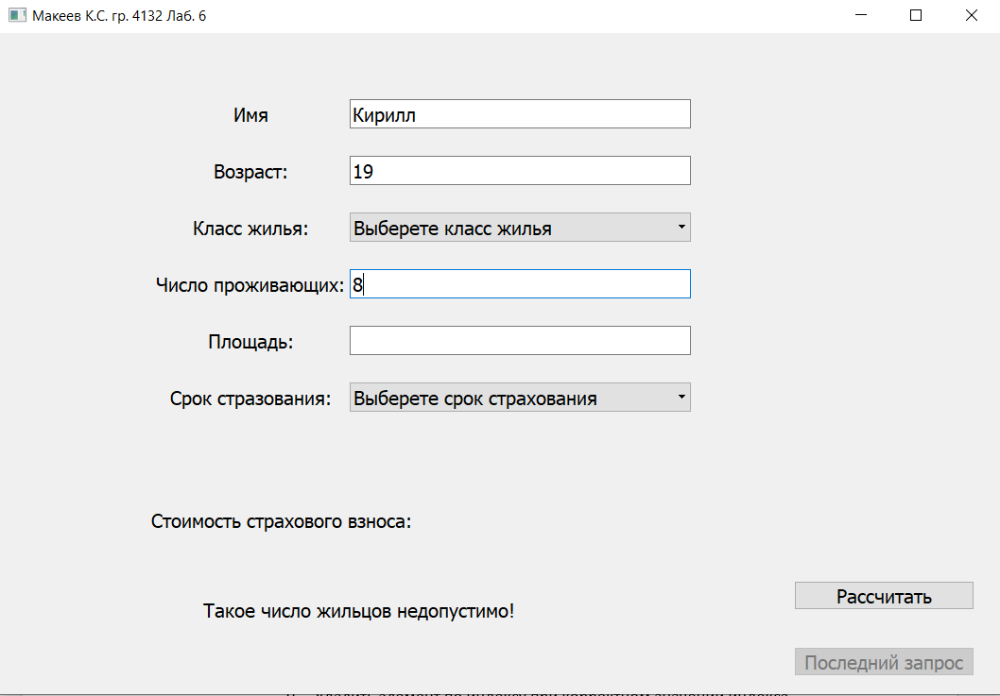 Макеев К.С. гр. 4132 Лаб. 6
Имя Кирилл
Возраст: 19
Класс жилья: Выберете класс жилья
Число проживающих: 8
Площадь:
Срок стразования: Выберете срок страхования
Стоимость страхового взноса:
Рассчитать
Такое число жильцов недопустимо!
Последний запрос